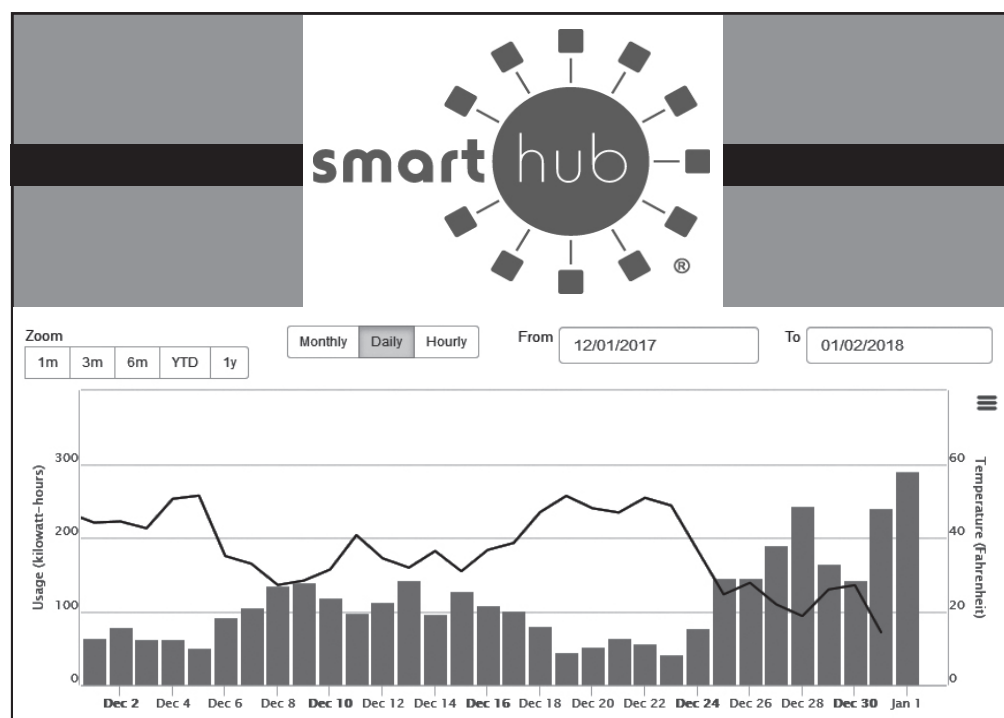 smart hub
®
Zoom
1m 3m 6m YTD 1y
Monthly Daily Hourly
From 12/01/2017
To 01/02/2018
Usage (kilowatt-hours)
300
200
100
0
60
40
20
0
Temperature (Fahrenheit)
Dec 2 Dec 4 Dec 6 Dec 8 Dec 10 Dec 12 Dec 14 Dec 16 Dec 18 Dec 20 Dec 22 Dec 24 Dec 26 Dec 28 Dec 30 Jan 1